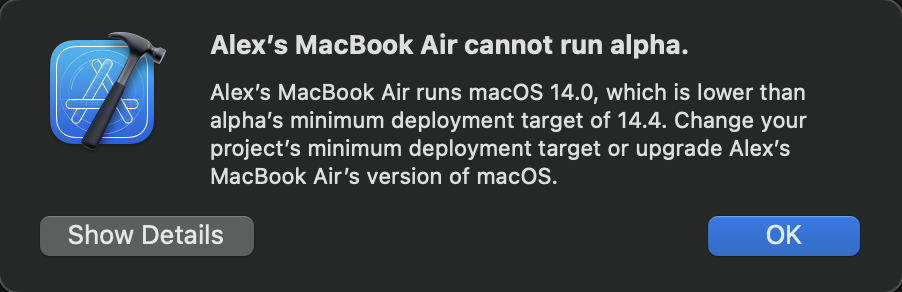 Alex’s MacBook Air cannot run alpha.
Alex’s MacBook Air runs macOS 14.0, which is lower than
alpha’s minimum deployment target of 14.4. Change your
project’s minimum deployment target or upgrade Alex’s
MacBook Air’s version of macOS.
Show Details
OK